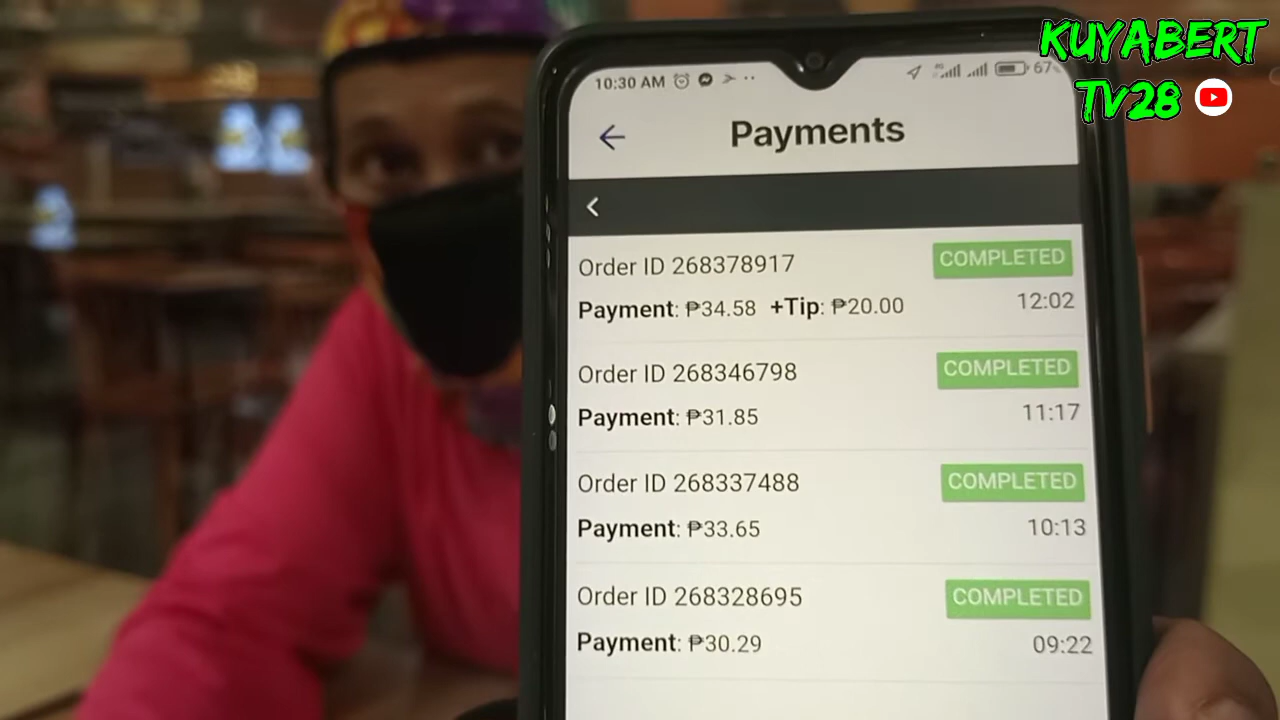 KUYABERT
TV28
10:30 AM 67
Payments
Order ID 268378917 COMPLETED
Payment: ₱34.58 +Tip: ₱20.00 12:02
Order ID 268346798 COMPLETED
Payment: ₱31.85 11:17
Order ID 268337488 COMPLETED
Payment: ₱33.65 10:13
Order ID 268328695 COMPLETED
Payment: ₱30.29 09:22